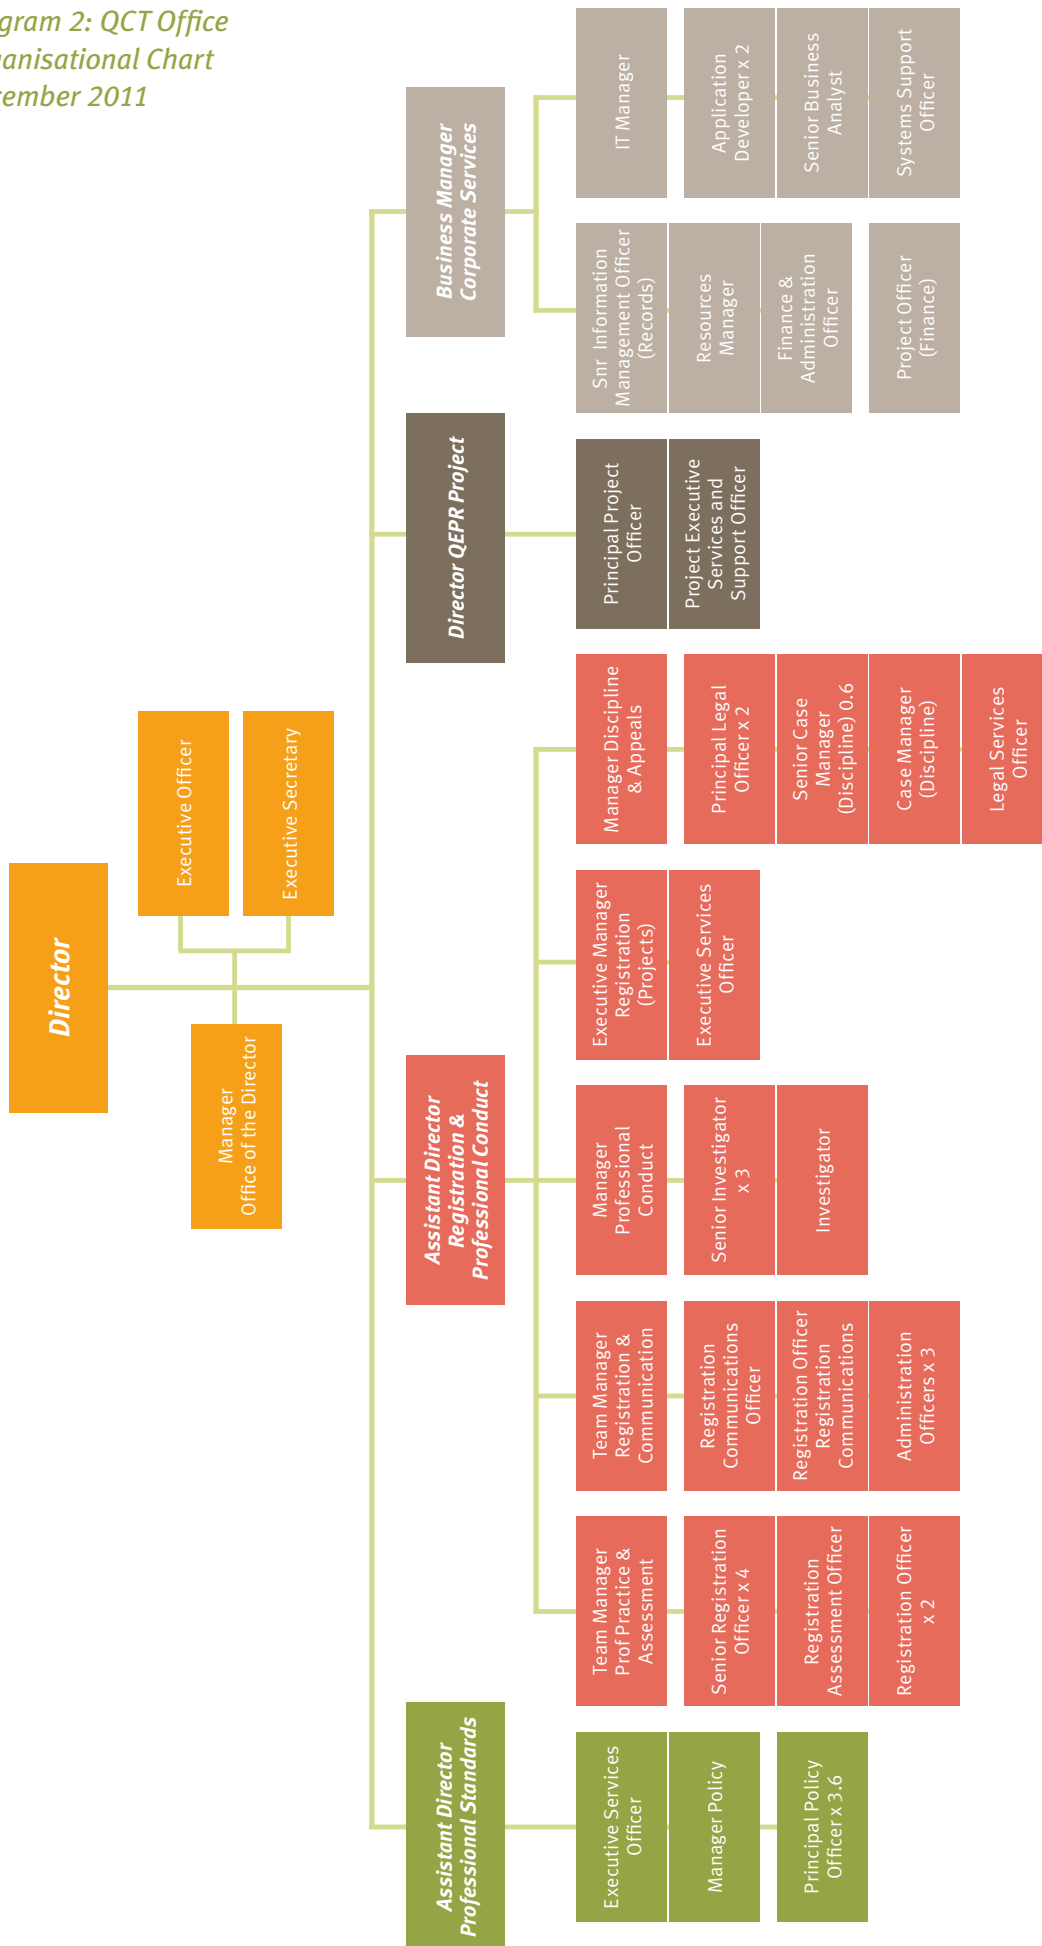 gram 2: QCT Office
ganisational Chart
cember 2011
Director
Manager
Office of the Director
Executive Officer
Executive Secretary
Assistant Director
Professional Standards
Executive Services
Officer
Manager Policy
Principal Policy
Officer x 3.6
Assistant Director
Registration &
Professional Conduct
Team Manager
Prof Practice &
Assessment
Senior Registration
Officer x 4
Registration
Assessment Officer
Registration Officer
x 2
Team Manager
Registration &
Communication
Registration
Communications
Officer
Registration Officer
Registration
Communications
Administration
Officers x 3
Manager
Professional
Conduct
Senior Investigator
x 3
Investigator
Executive Manager
Registration
(Projects)
Executive Services
Officer
Manager Discipline
& Appeals
Principal Legal
Officer x 2
Senior Case
Manager
(Discipline) 0.6
Case Manager
(Discipline)
Legal Services
Officer
Director QEPR Project
Principal Project
Officer
Project Executive
Services and
Support Officer
Business Manager
Corporate Services
Snr Information
Management Officer
(Records)
Resources
Manager
Finance &
Administration
Officer
Project Officer
(Finance)
IT Manager
Application
Developer x 2
Senior Business
Analyst
Systems Support
Officer